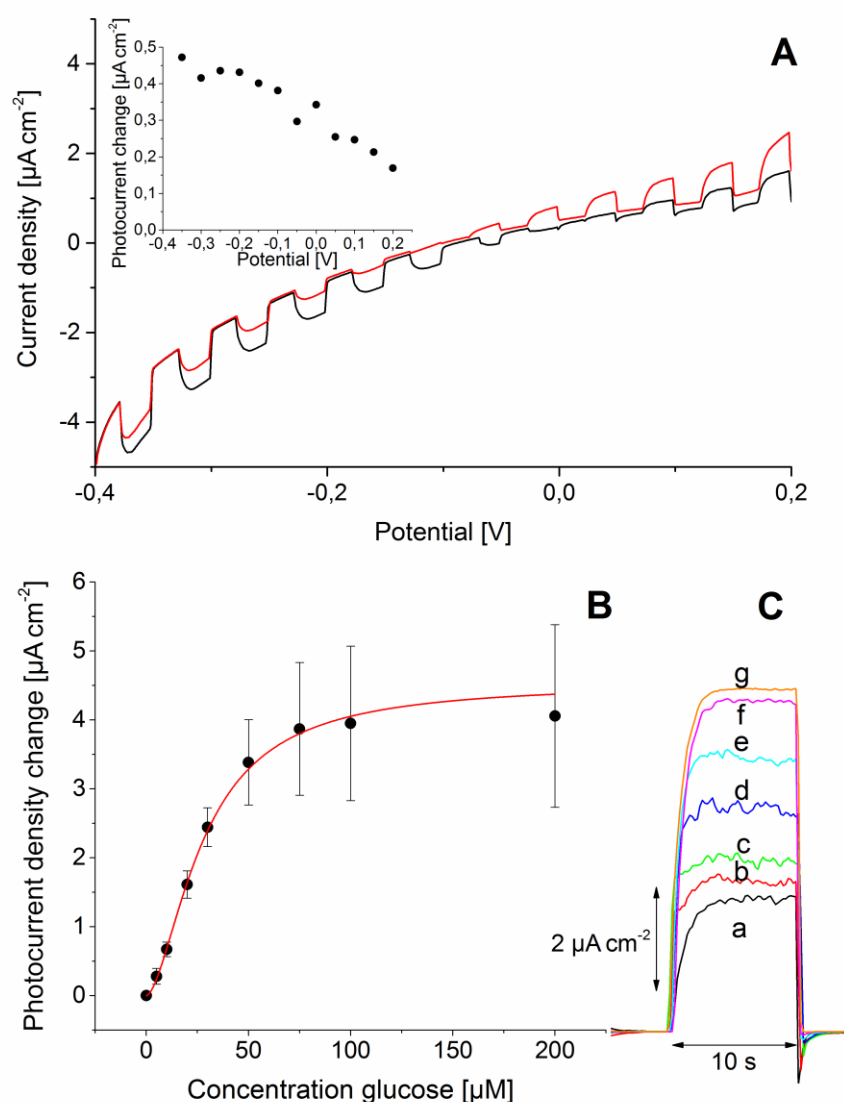 A
Current density [µA cm-2]
4
2
0
-2
-4
-0,4
-0,2
0,0
0,2
Potential [V]
Photocurrent change [µA cm-2]
0,5
0,4
0,3
0,2
0,1
0,0
-0,4 -0,3 -0,2 -0,1 0,0 0,1 0,2
Potential [V]
B
Photocurrent density change [µA cm-2]
6
5
4
3
2
1
0
0 50 100 150 200
Concentration glucose [µM]
C
g
f
e
d
c
b
a
2 µA cm-2
10 s